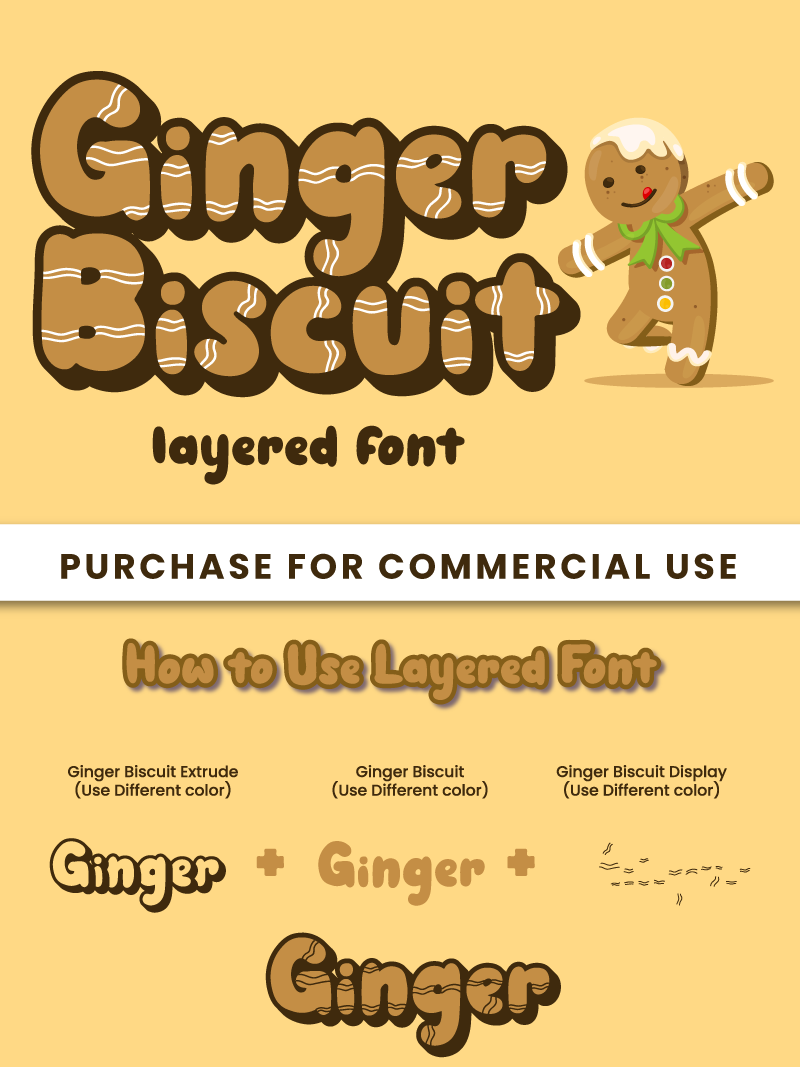 Ginger
Biscuit
layered font
PURCHASE FOR COMMERCIAL USE
How to Use Layered Font
Ginger Biscuit Extrude
(Use Different color)
Ginger Biscuit
(Use Different color)
Ginger Biscuit Display
(Use Different color)
Ginger + Ginger +
Ginger